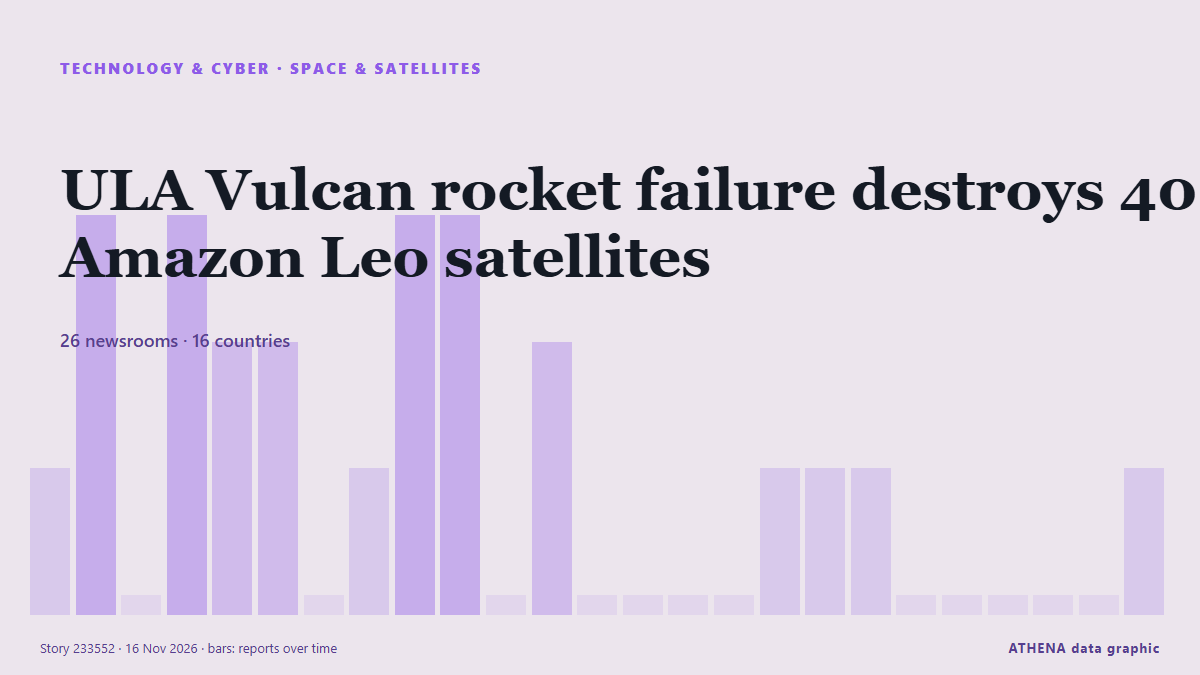 TECHNOLOGY & CYBER · SPACE & SATELLITES
ULA Vulcan rocket failure destroys 40
Amazon Leo satellites
26 newsrooms · 16 countries
Story 233552 · 16 Nov 2026 · bars: reports over time
ATHENA data graphic